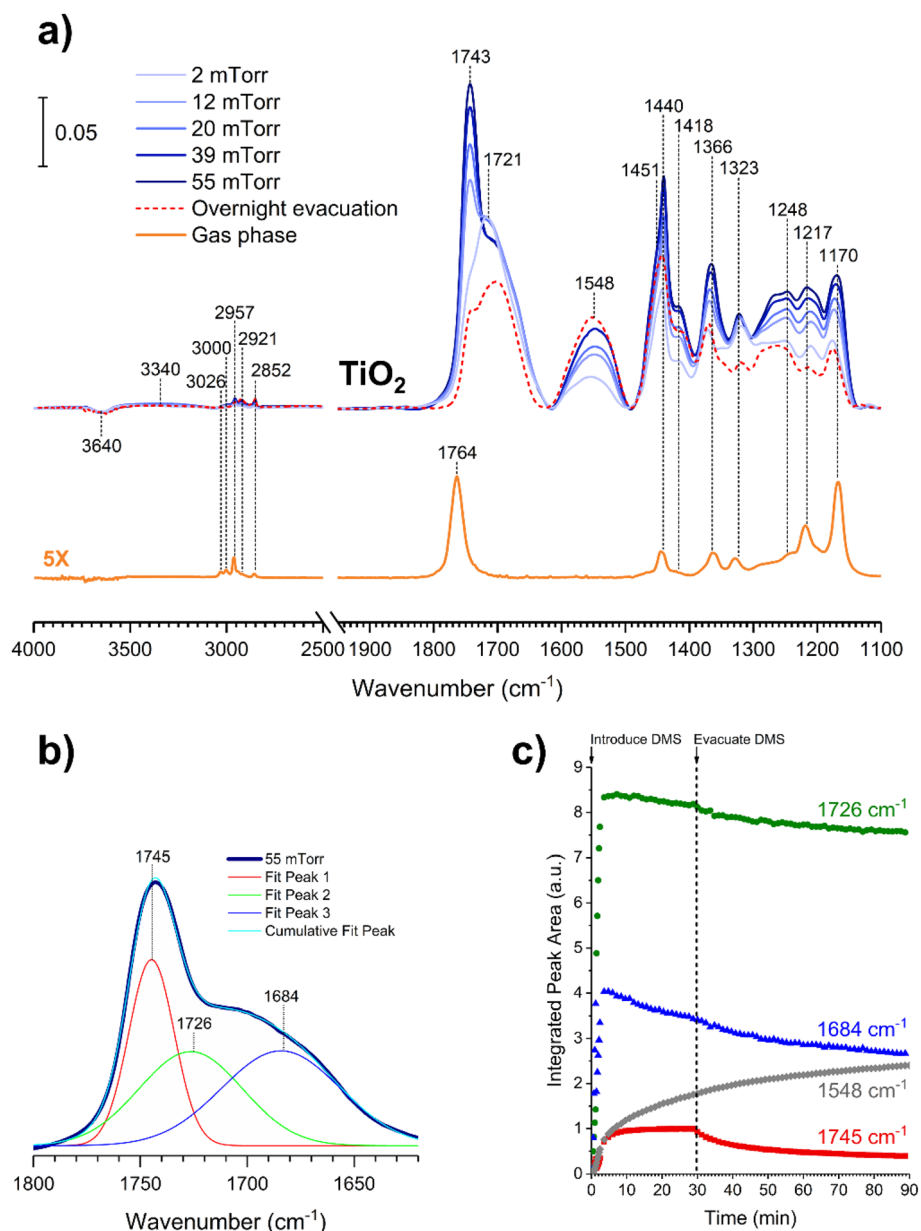 a)
2 mTorr
12 mTorr
20 mTorr
39 mTorr
55 mTorr
Overnight evacuation
Gas phase
0.05
1743
1721
1548
1451
1440
1418
1366
1323
1248
1217
1170
3640
3340
3026
3000
2957
2921
2852
TiO₂
1764
5X
4000 3500 3000 2500 1900 1800 1700 1600 1500 1400 1300 1200 1100
Wavenumber (cm⁻¹)
b)
1745
1726
1684
55 mTorr
Fit Peak 1
Fit Peak 2
Fit Peak 3
Cumulative Fit Peak
1800 1750 1700 1650
Wavenumber (cm⁻¹)
c)
Introduce DMS
Evacuate DMS
Integrated Peak Area (a.u.)
9
8
7
6
5
4
3
2
1
0
1726 cm⁻¹
1684 cm⁻¹
1548 cm⁻¹
1745 cm⁻¹
0 10 20 30 40 50 60 70 80 90
Time (min)